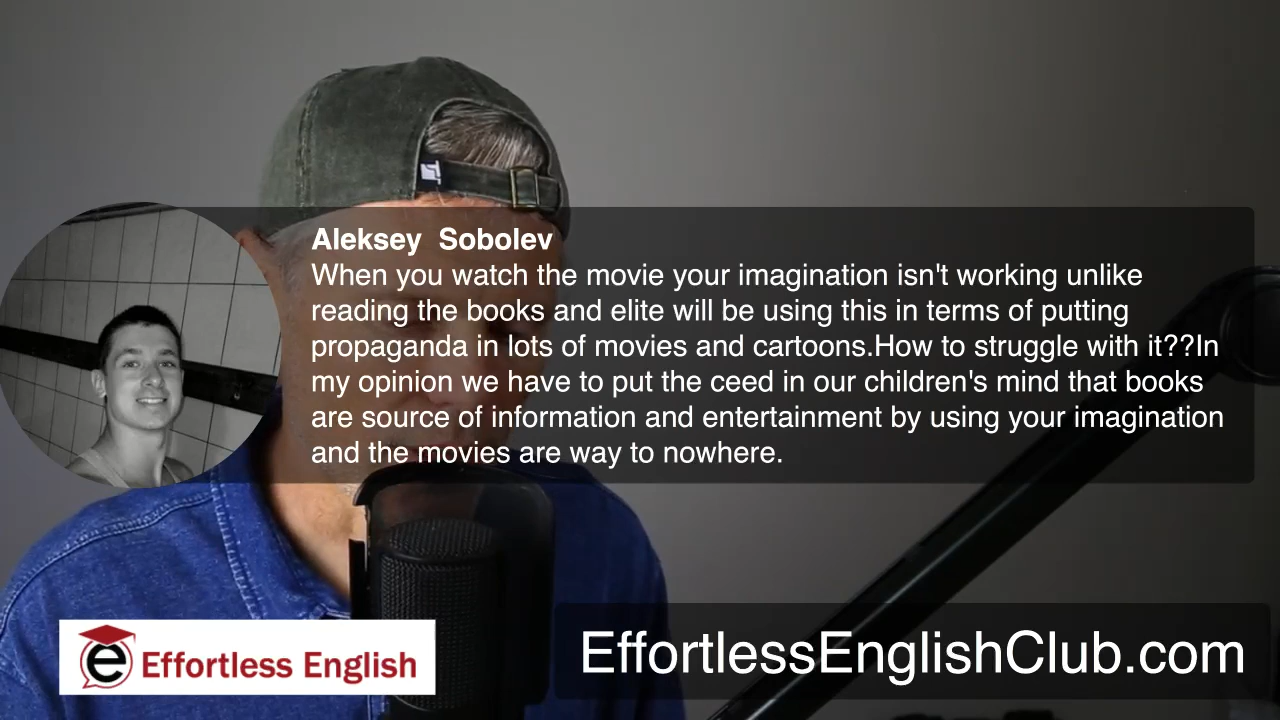 Aleksey  Sobolev
When you watch the movie your imagination isn't working unlike
reading the books and elite will be using this in terms of putting
propaganda in lots of movies and cartoons.How to struggle with it??In
my opinion we have to put the ceed in our children's mind that books
are source of information and entertainment by using your imagination
and the movies are way to nowhere.
e Effortless English
EffortlessEnglishClub.com